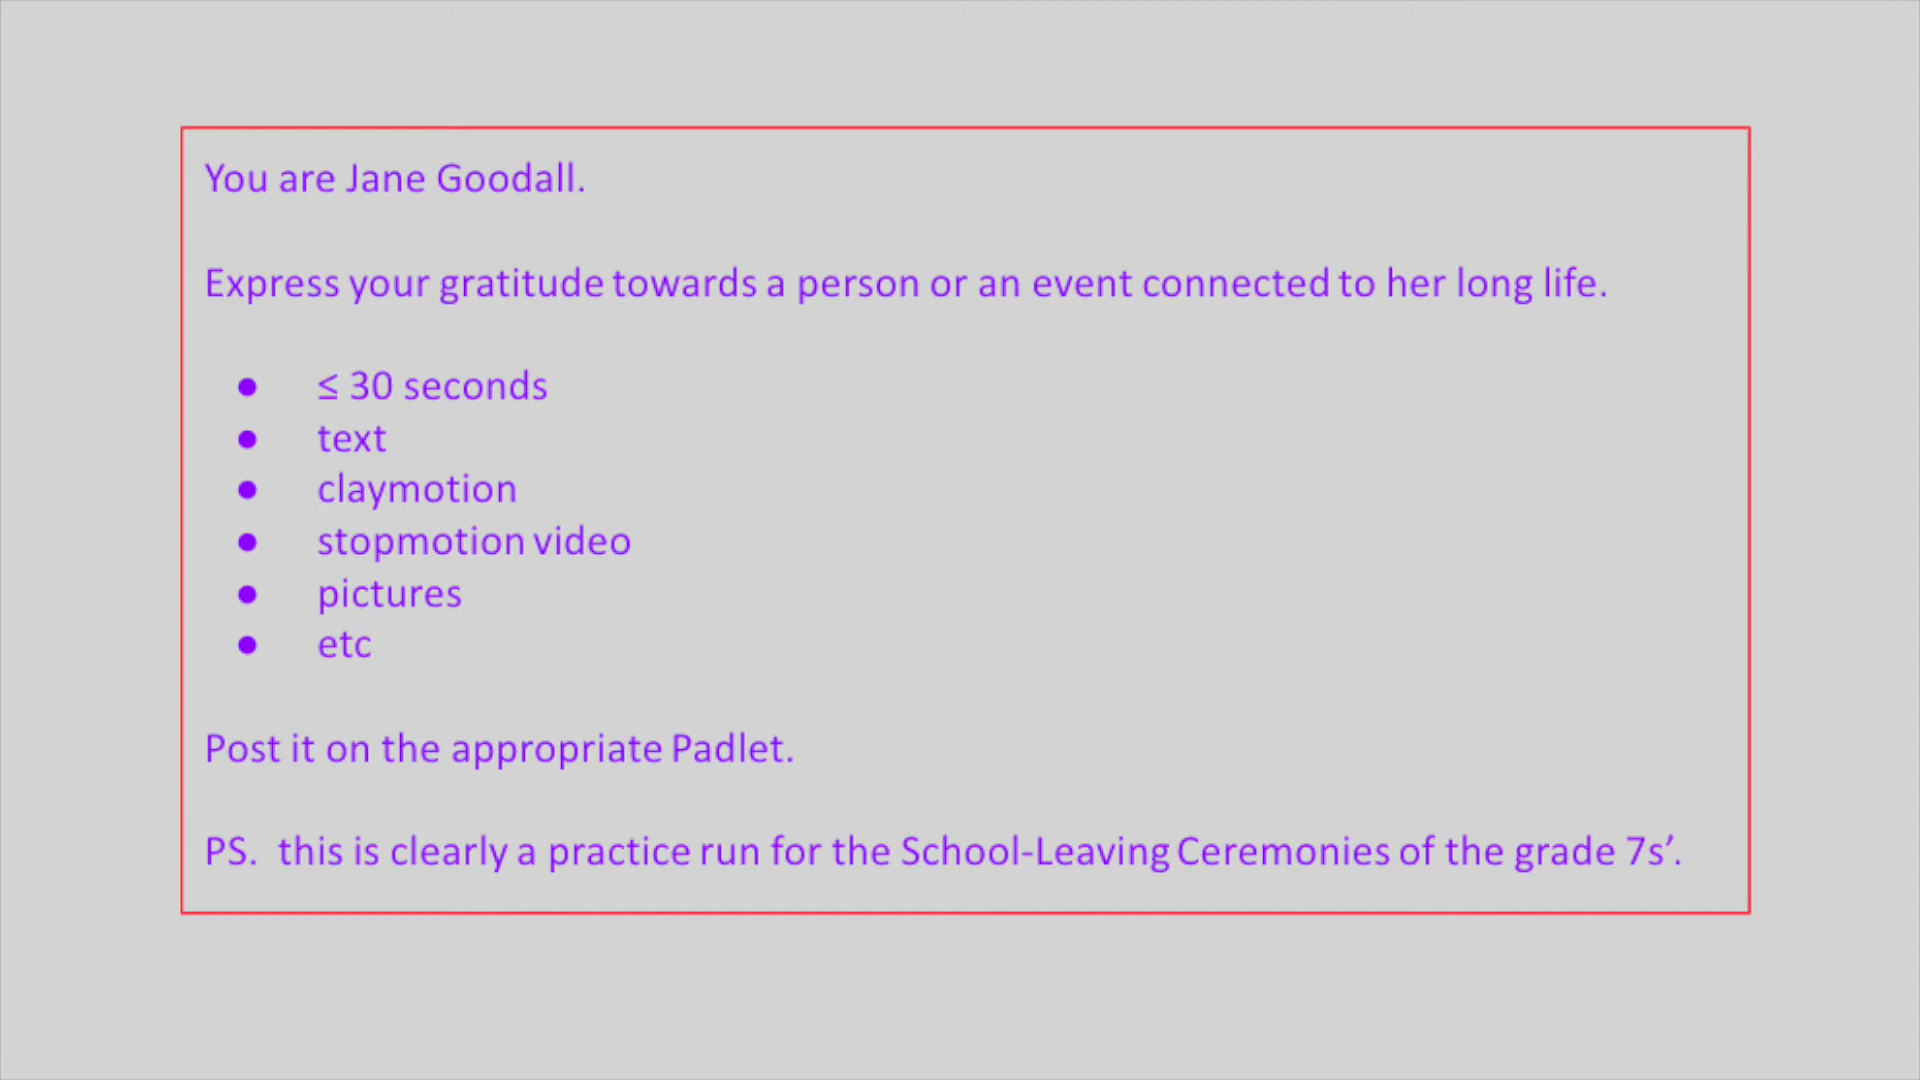 You are Jane Goodall.
Express your gratitude towards a person or an event connected to her long life.
● ≤ 30 seconds
● text
● claymotion
● stopmotion video
● pictures
● etc
Post it on the appropriate Padlet.
PS.  this is clearly a practice run for the School-Leaving Ceremonies of the grade 7s’.